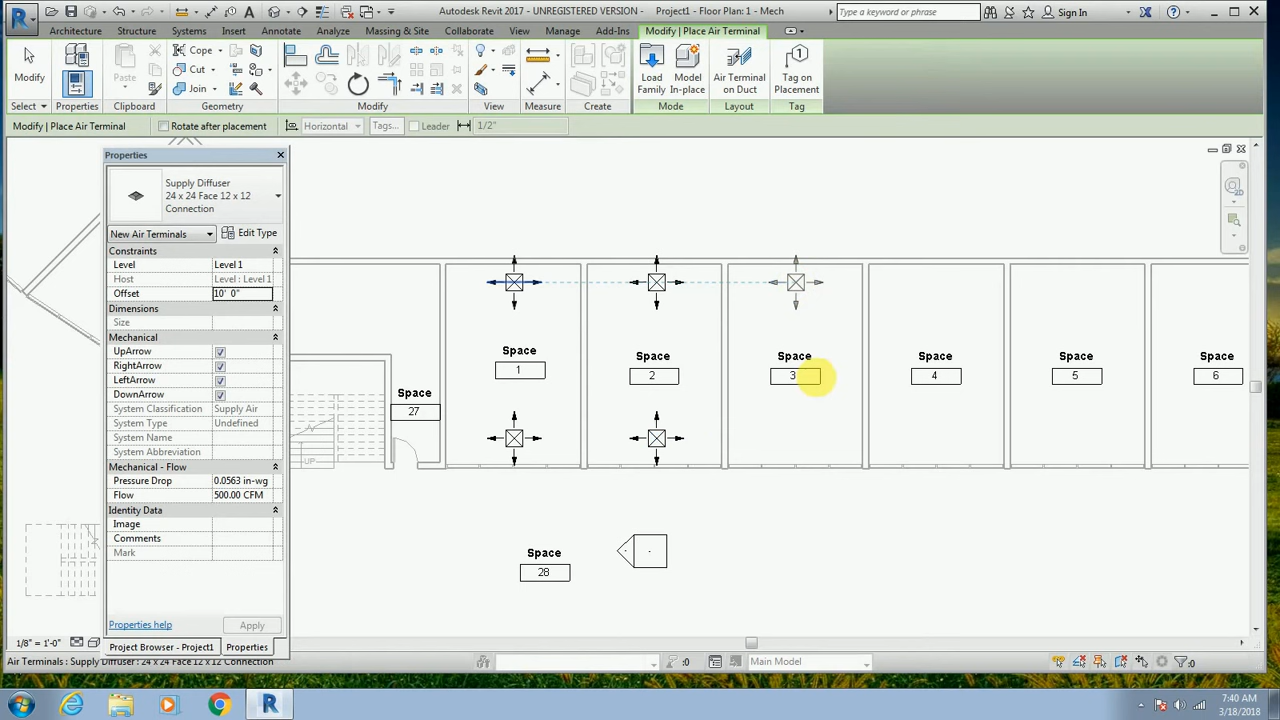 Autodesk Revit 2017 - UNREGISTERED VERSION - Project1 - Floor Plan: 1 - Mech
Type a keyword or phrase
Sign In
Architecture Structure Systems Insert Annotate Analyze Massing & Site Collaborate View Manage Add-Ins Modify | Place Air Terminal
Modify
Select
Properties
Paste
Clipboard
Cope
Cut
Join
Geometry
Modify
View
Measure
Create
Load Family
Model In-place
Mode
Air Terminal on Duct
Layout
Tag on Placement
Tag
Modify | Place Air Terminal
Rotate after placement
Horizontal
Tags...
Leader
1/2"
Properties
Supply Diffuser
24 x 24 Face 12 x 12
Connection
New Air Terminals
Edit Type
Constraints
Level Level 1
Host Level : Level 1
Offset 10' 0"
Dimensions
Size
Mechanical
UpArrow
RightArrow
LeftArrow
DownArrow
System Classification Supply Air
System Type Undefined
System Name
System Abbreviation
Mechanical - Flow
Pressure Drop 0.0563 in-wg
Flow 500.00 CFM
Identity Data
Image
Comments
Mark
Properties help
Apply
Project Browser - Project1
Properties
Space
1
Space
2
Space
3
Space
4
Space
5
Space
6
Space
27
UP
Space
28
1/8" = 1'-0"
Air Terminals : Supply Diffuser : 24 x 24 Face 12 x 12 Connection
:0
Main Model
:0
7:40 AM
3/18/2018